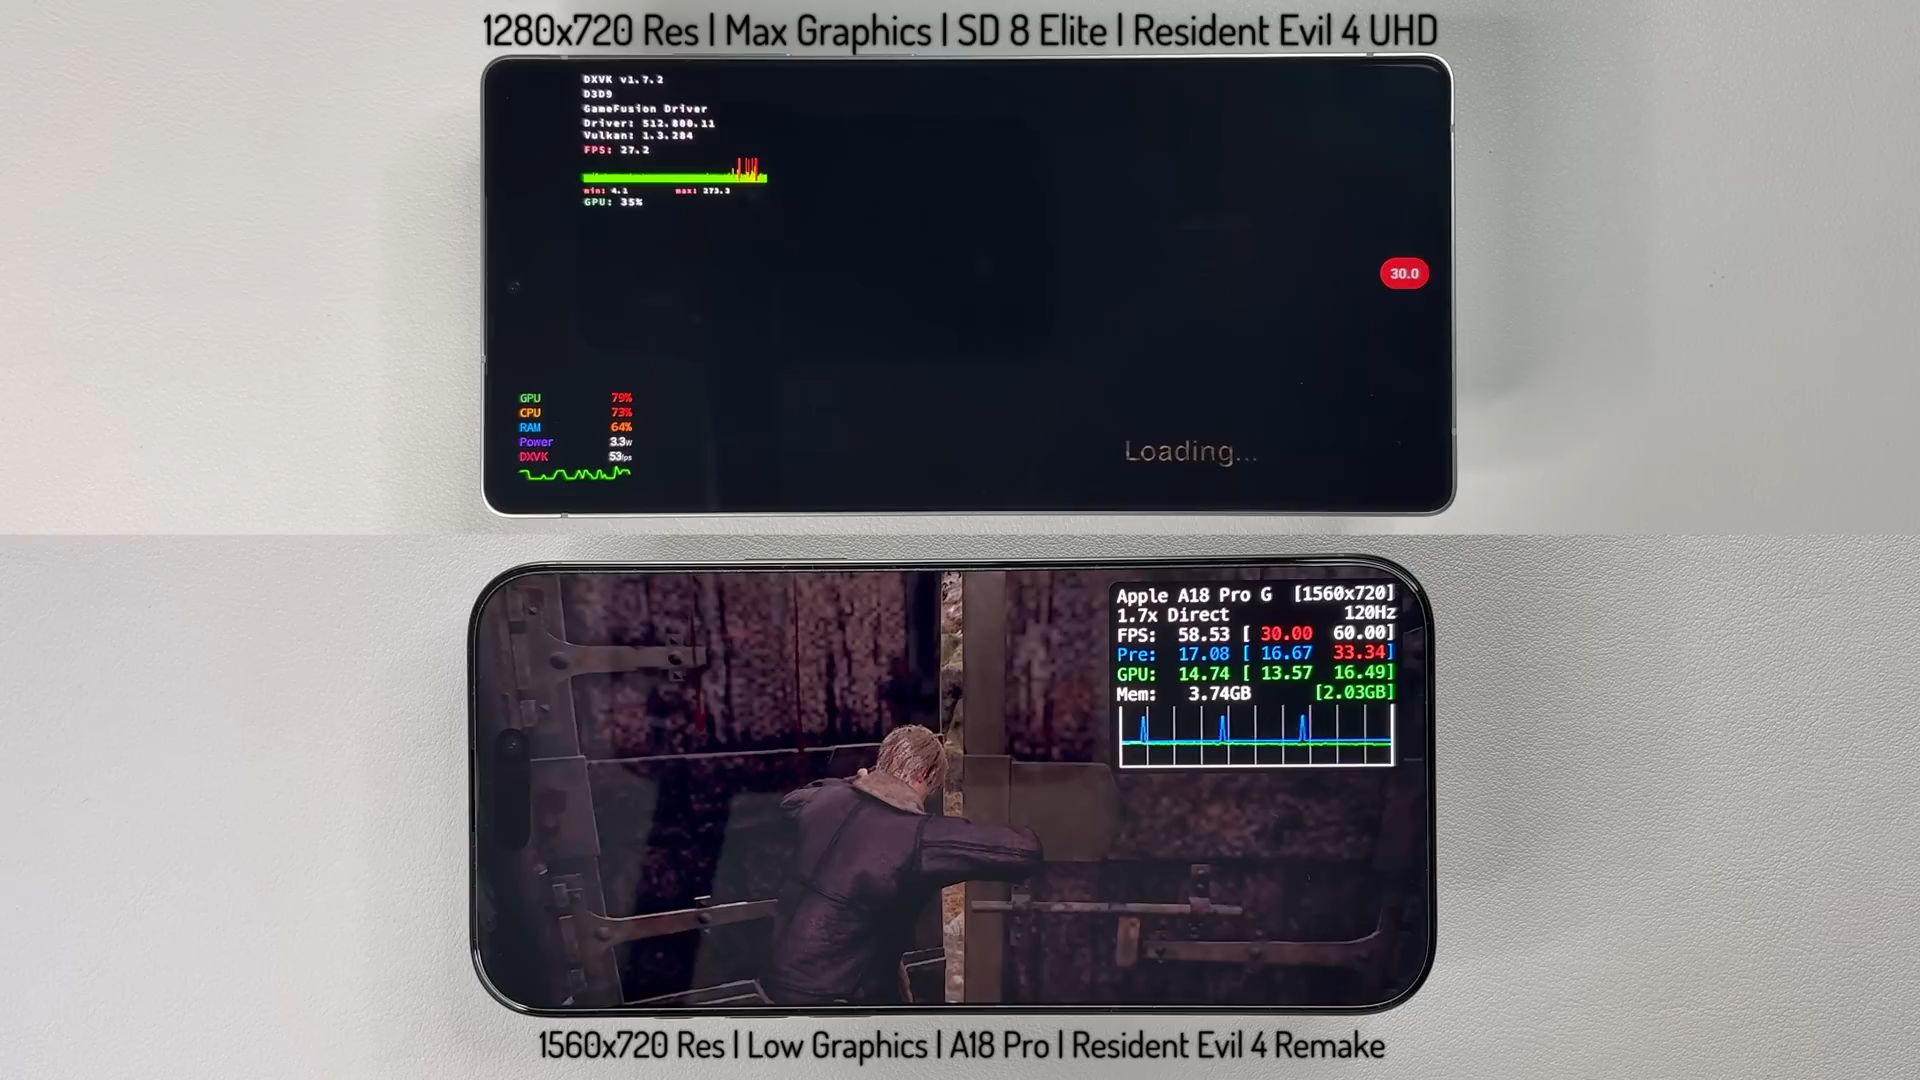 1280x720 Res | Max Graphics | SD 8 Elite | Resident Evil 4 UHD
DXVK v1.7.2
D3D9
GameFusion Driver
Driver: 512.800.11
Vulkan: 1.3.284
FPS: 27.2
min: 4.1 max: 273.3
GPU: 35%
30.0
GPU 79%
CPU 73%
RAM 64%
Power 3.3w
DXVK 53fps
Loading...
Apple A18 Pro G [1560x720]
1.7x Direct 120Hz
FPS: 58.53 [ 30.00 60.00]
Pre: 17.08 [ 16.67 33.34]
GPU: 14.74 [ 13.57 16.49]
Mem: 3.74GB [2.03GB]
1560x720 Res | Low Graphics | A18 Pro | Resident Evil 4 Remake